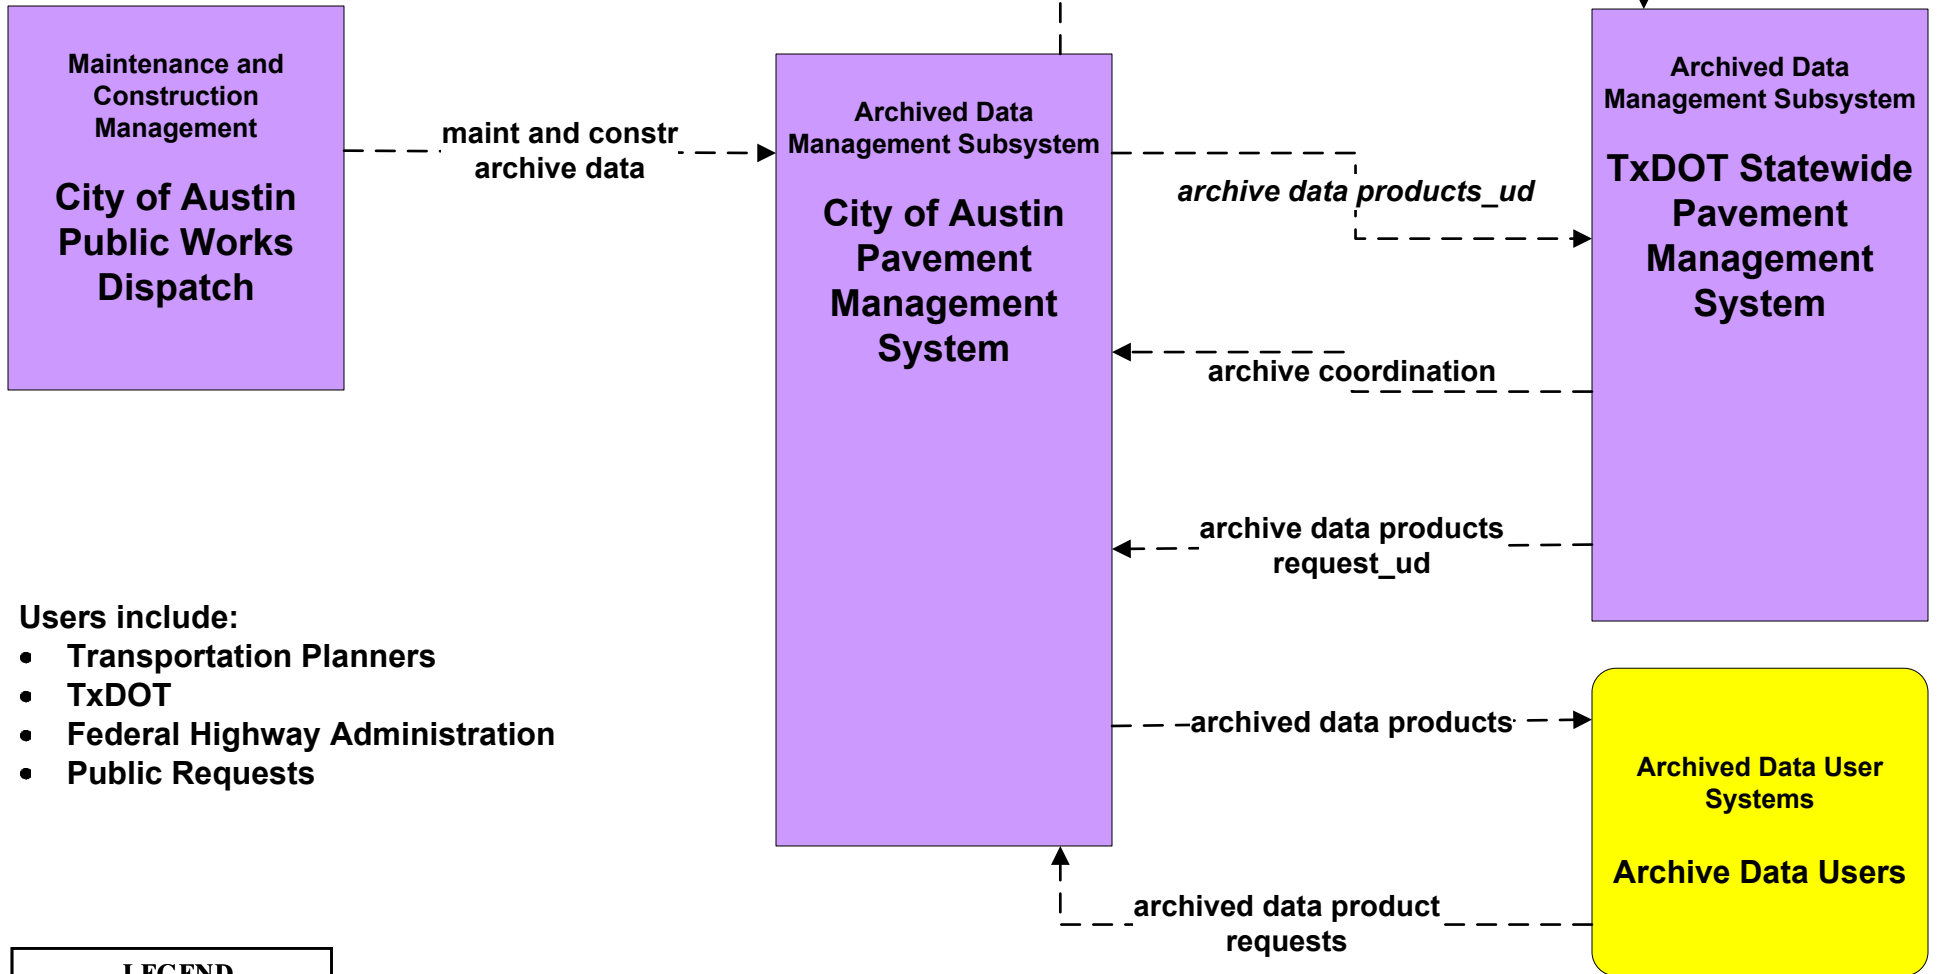 Maintenance and
Construction
Management
City of Austin
Public Works
Dispatch
maint and constr
archive data
Archived Data
Management Subsystem
City of Austin
Pavement
Management
System
archive data products_ud
archive coordination
archive data products
request_ud
archived data products
archived data product
requests
Archived Data
Management Subsystem
TxDOT Statewide
Pavement
Management
System
Archived Data User
Systems
Archive Data Users
Users include:
• Transportation Planners
• TxDOT
• Federal Highway Administration
• Public Requests
LEGEND